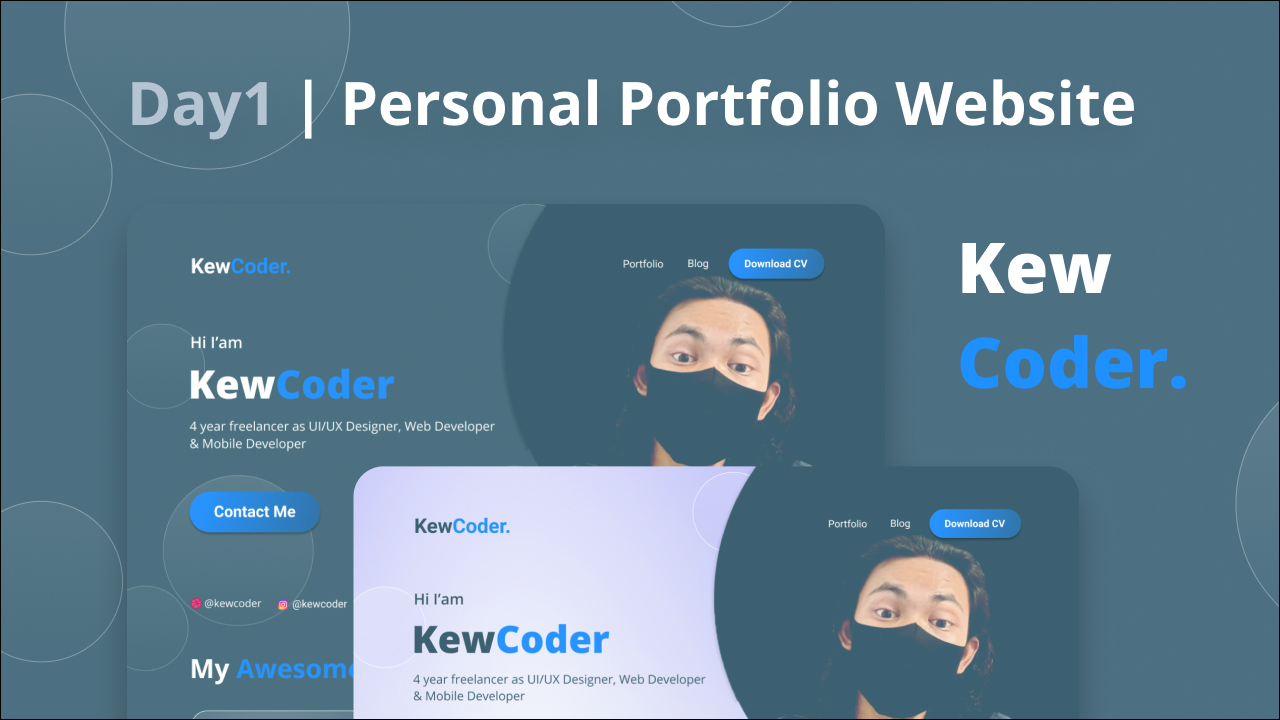 Day1 | Personal Portfolio Website
Kew
Coder.
KewCoder.
Portfolio
Blog
Download CV
Hi I'am
KewCoder
4 year freelancer as UI/UX Designer, Web Developer
& Mobile Developer
Contact Me
@kewcoder
@kewcoder
My Awesome
KewCoder.
Portfolio
Blog
Download CV
Hi I'am
KewCoder
4 year freelancer as UI/UX Designer, Web Developer
& Mobile Developer